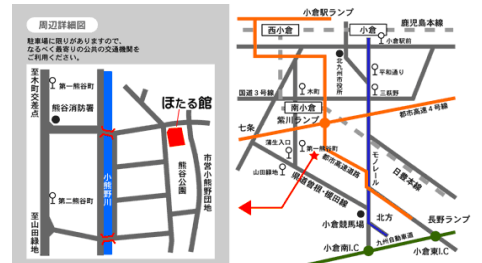 周辺詳細図
駐車場に限りがありますので、
なるべく最寄りの公共の交通機関を
ご利用ください。
至木町交差点
第一熊谷町
熊谷消防署
ほたる館
小熊野川
熊谷公園
市営小熊野団地
第二熊谷町
至山田緑地
小倉駅ランプ
鹿児島本線
西小倉
小倉
小倉駅前
北九州市役所
平和通り
木町
三萩野
国道3号線
南小倉
紫川ランプ
都市高速4号線
七条
蒲生入口
第一熊谷町
都市高速道路
モノレール
日豊本線
山田緑地
県道曽根・槻田線
小倉競馬場
北方
長野ランプ
九州自動車道
小倉南I.C
小倉東I.C